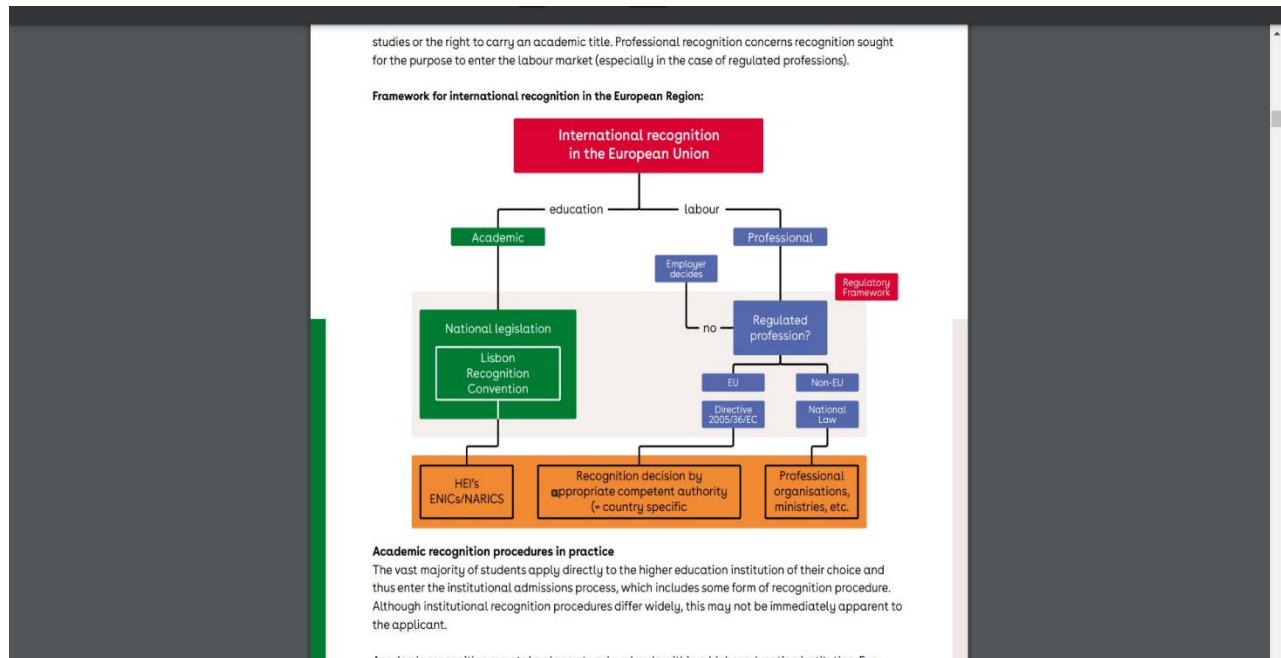 studies or the right to carry an academic title. Professional recognition concerns recognition sought
for the purpose to enter the labour market (especially in the case of regulated professions).
Framework for international recognition in the European Region:
International recognition
in the European Union
education
labour
Academic
Professional
Employer
decides
Regulatory
Framework
National legislation
Lisbon
Recognition
Convention
no
Regulated
profession?
EU
Non-EU
Directive
2005/36/EC
National
Law
HEI's
ENICs/NARICS
Recognition decision by
appropriate competent authority
(= country specific
Professional
organisations,
ministries, etc.
Academic recognition procedures in practice
The vast majority of students apply directly to the higher education institution of their choice and
thus enter the institutional admissions process, which includes some form of recognition procedure.
Although institutional recognition procedures differ widely, this may not be immediately apparent to
the applicant.